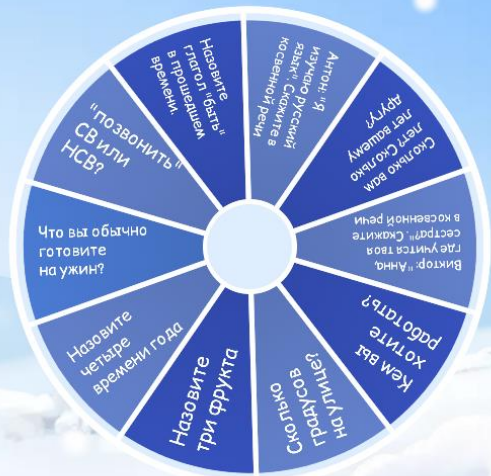 Назовите
глагол "быть"
в прошедшем
времени.
Антон: "Я
изучаю русский
язык". Скажите в
косвенной речи
Сколько вам
лет? Сколько
лет вашему
другу?
Виктор: "Анна,
где учится твоя
сестра?". Скажите
в косвенной речи
Кем вы
хотите
работать?
Сколько
градусов
на улице?
Назовите
три фрукта
Назовите
четыре
времени года
Что вы обычно
готовите
на ужин?
"позвонить"
СВ или
НСВ?